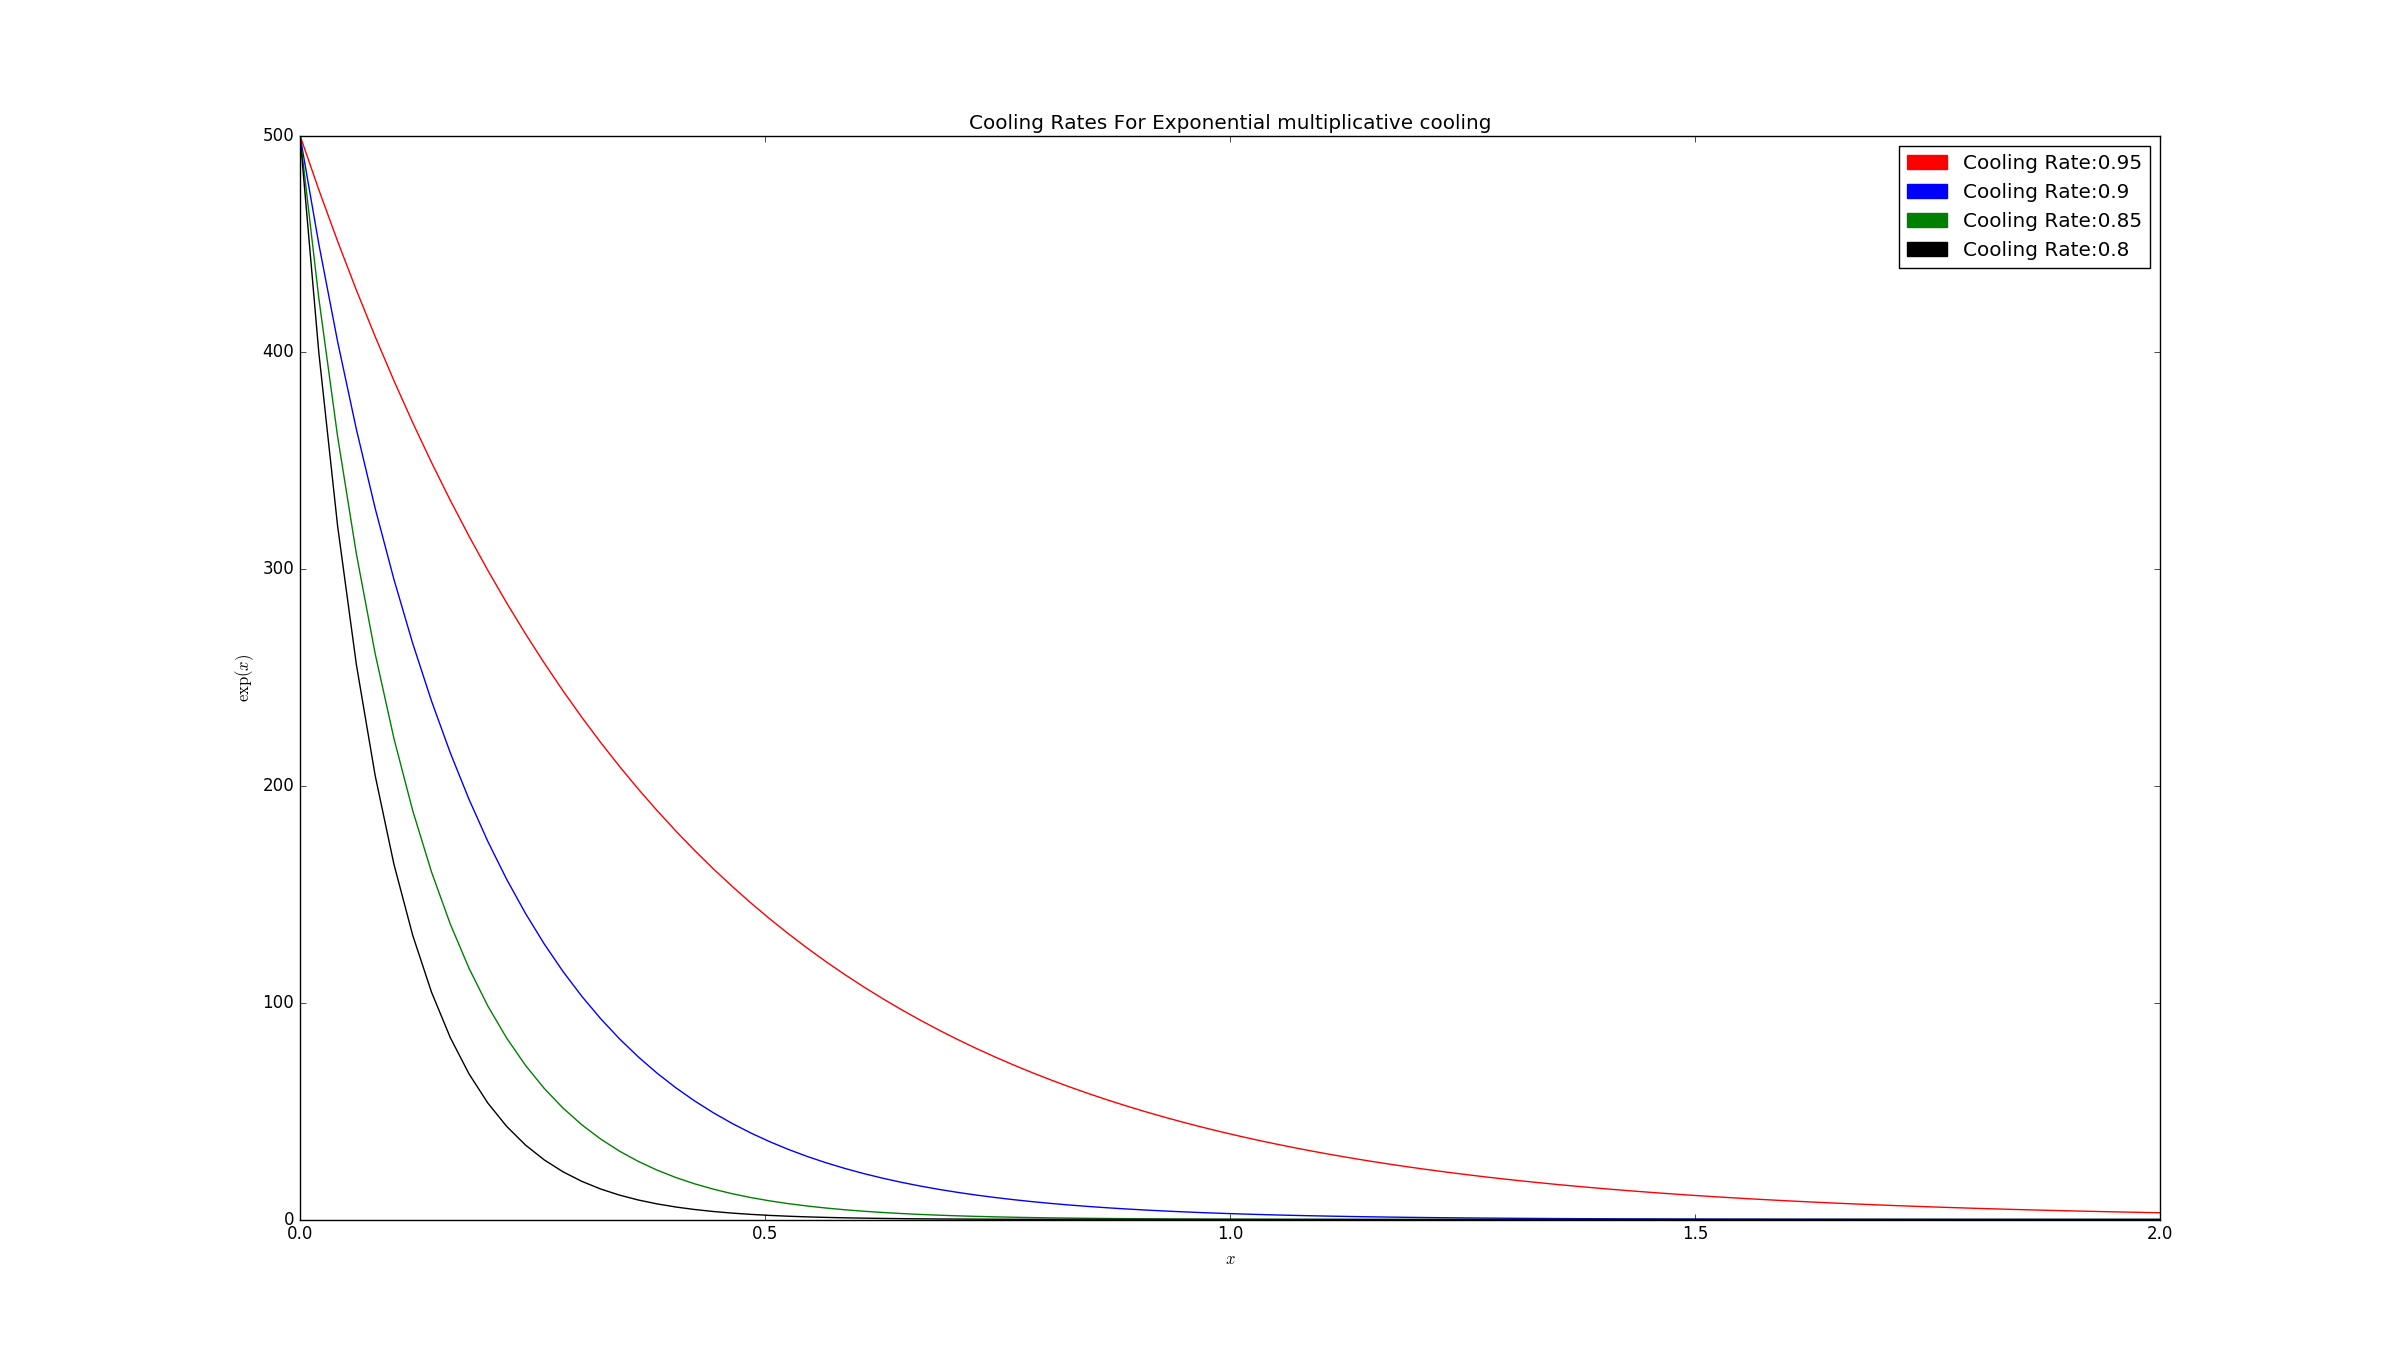 Cooling Rates For Exponential multiplicative cooling
500
400
300
200
100
0
exp(x)
Cooling Rate:0.95
Cooling Rate:0.9
Cooling Rate:0.85
Cooling Rate:0.8
0.0 0.5 1.0 1.5 2.0
x